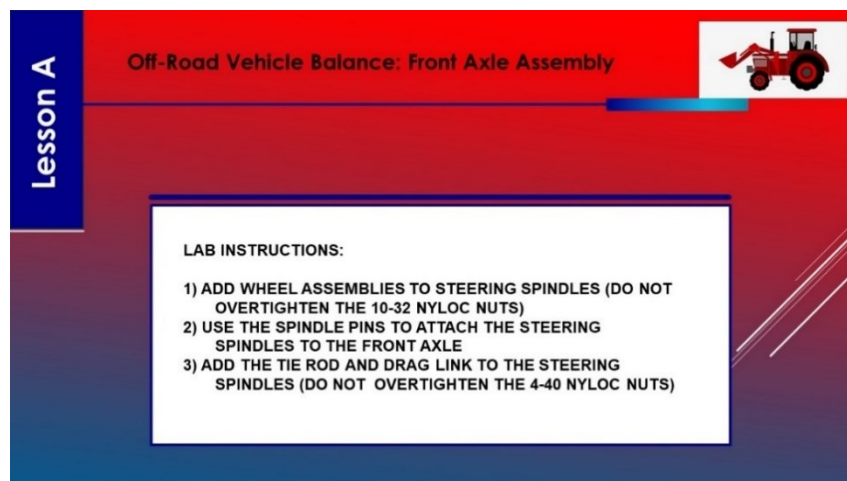 Lesson A
Off-Road Vehicle Balance: Front Axle Assembly
LAB INSTRUCTIONS:
1) ADD WHEEL ASSEMBLIES TO STEERING SPINDLES (DO NOT
OVERTIGHTEN THE 10-32 NYLOC NUTS)
2) USE THE SPINDLE PINS TO ATTACH THE STEERING
SPINDLES TO THE FRONT AXLE
3) ADD THE TIE ROD AND DRAG LINK TO THE STEERING
SPINDLES (DO NOT OVERTIGHTEN THE 4-40 NYLOC NUTS)